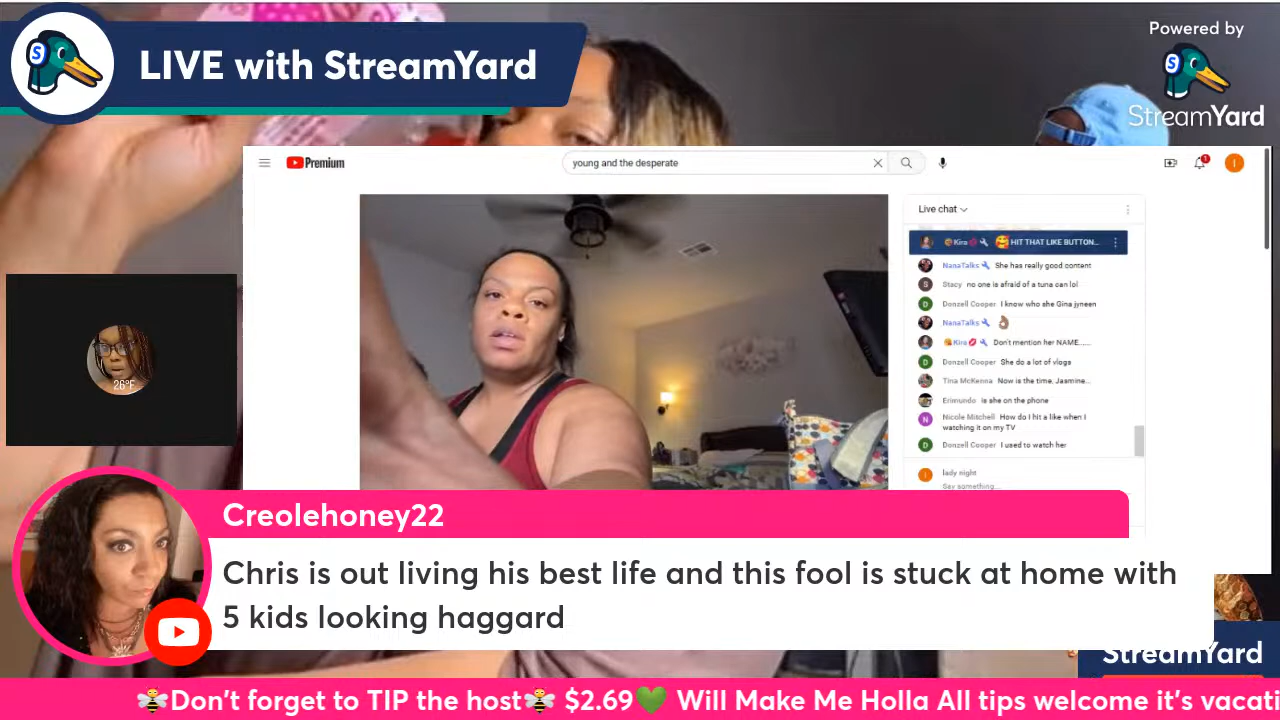 LIVE with StreamYard
Powered by
StreamYard
Premium
young and the desperate
1
I
Live chat
Kira HIT THAT LIKE BUTTON...
NanaTalks She has really good content
Stacy no one is afraid of a tuna can lol
Donzell Cooper I know who she Gina jyneen
NanaTalks 👌🏽
Kira Don't mention her NAME......
Donzell Cooper She do a lot of vlogs
Tina McKenna Now is the time, Jasmine...
Erimundo is she on the phone
Nicole Mitchell How do I hit a like when I
watching it on my TV
Donzell Cooper I used to watch her
lady night
Say something...
26°F
Creolehoney22
Chris is out living his best life and this fool is stuck at home with
5 kids looking haggard
StreamYard
🐝Don't forget to TIP the host🐝 $2.69💚 Will Make Me Holla All tips welcome it's vacati